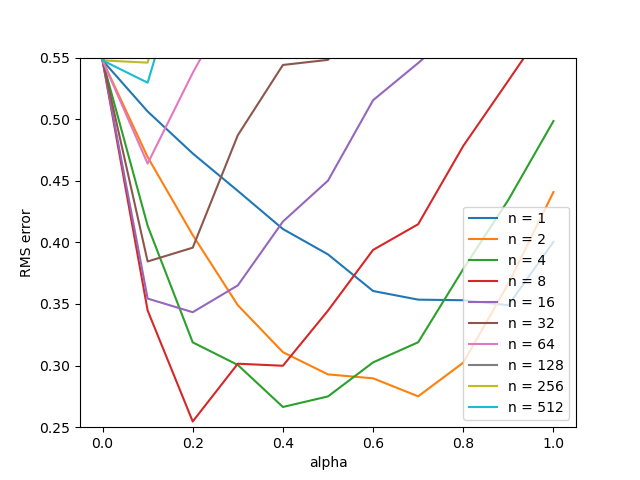 0.55
0.50
0.45
0.40
0.35
0.30
0.25
RMS error
0.0
0.2
0.4
0.6
0.8
1.0
alpha
n = 1
n = 2
n = 4
n = 8
n = 16
n = 32
n = 64
n = 128
n = 256
n = 512